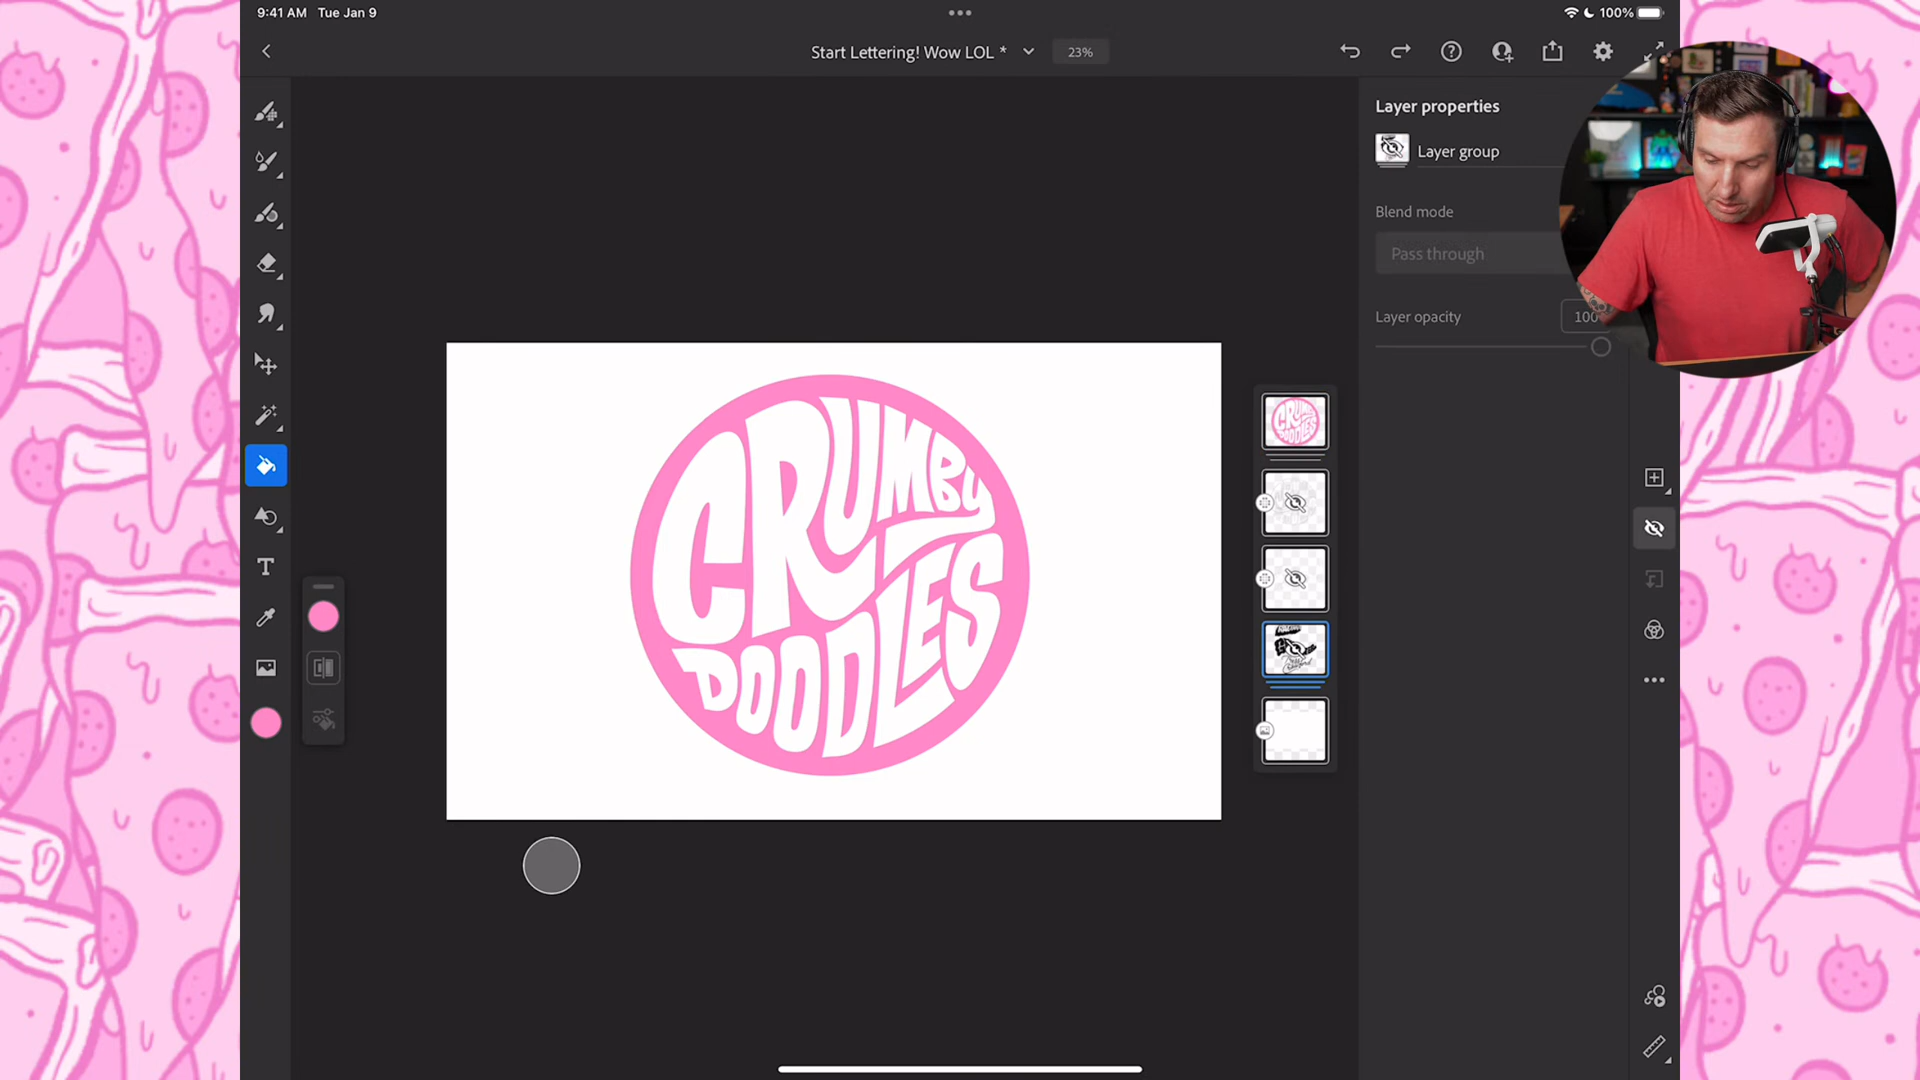 9:41 AM Tue Jan 9
100%
Start Lettering! Wow LOL *
23%
Layer properties
Layer group
Blend mode
Pass through
Layer opacity
100
CRUMBY
DOODLES
T